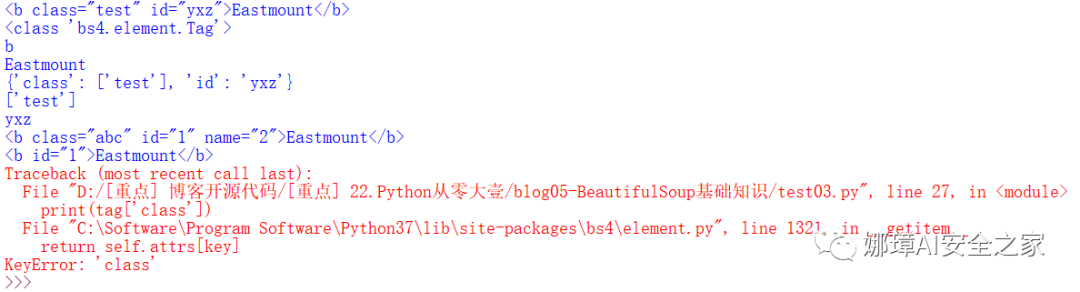 <b class="test" id="yxz">Eastmount</b>
<class 'bs4.element.Tag'>
b
Eastmount
{'class': ['test'], 'id': 'yxz'}
['test']
yxz
<b class="abc" id="1" name="2">Eastmount</b>
<b id="1">Eastmount</b>
Traceback (most recent call last):
  File "D:/[重点] 博客开源代码/[重点] 22.Python从零大壹/blog05-BeautifulSoup基础知识/test03.py", line 27, in <module>
    print(tag['class'])
  File "C:\Software\Program Software\Python37\lib\site-packages\bs4\element.py", line 1321, in __getitem__
    return self.attrs[key]
KeyError: 'class'
>>>
娜璋AI安全之家